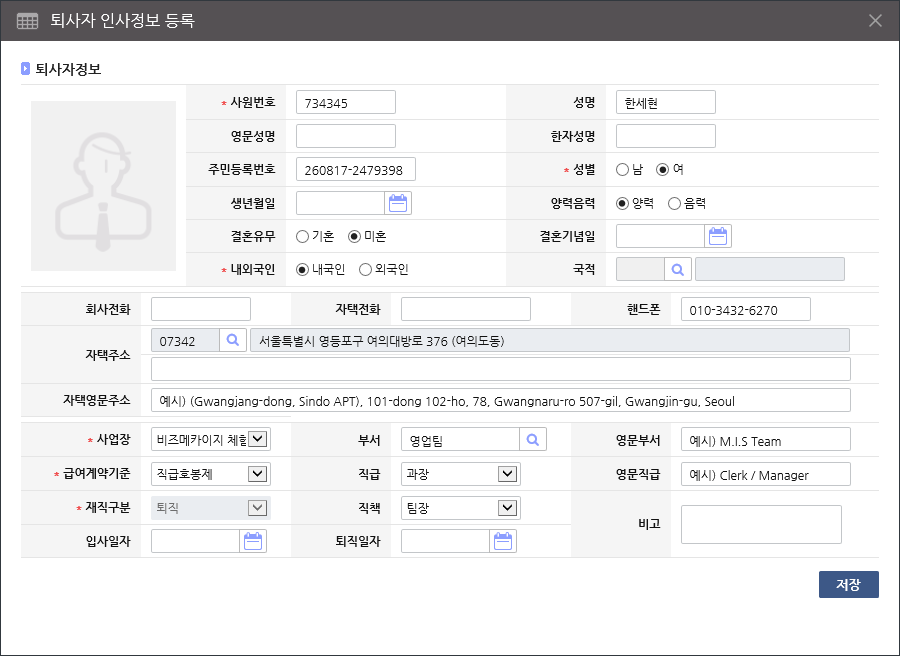 퇴사자 인사정보 등록
퇴사자정보
* 사원번호 734345 성명 한세현
영문성명 한자성명
주민등록번호 260817-2479398 * 성별 남 여
생년월일 양력음력 양력 음력
결혼유무 기혼 미혼 결혼기념일
* 내외국인 내국인 외국인 국적
회사전화 자택전화 핸드폰 010-3432-6270
자택주소 07342 서울특별시 영등포구 여의대방로 376 (여의도동)
자택영문주소 예시) (Gwangjang-dong, Sindo APT), 101-dong 102-ho, 78, Gwangnaru-ro 507-gil, Gwangjin-gu, Seoul
* 사업장 비즈메카이지 체험 부서 영업팀 영문부서 예시) M.I.S Team
* 급여계약기준 직급호봉제 직급 과장 영문직급 예시) Clerk / Manager
* 재직구분 퇴직 직책 팀장 비고
입사일자 퇴직일자
저장